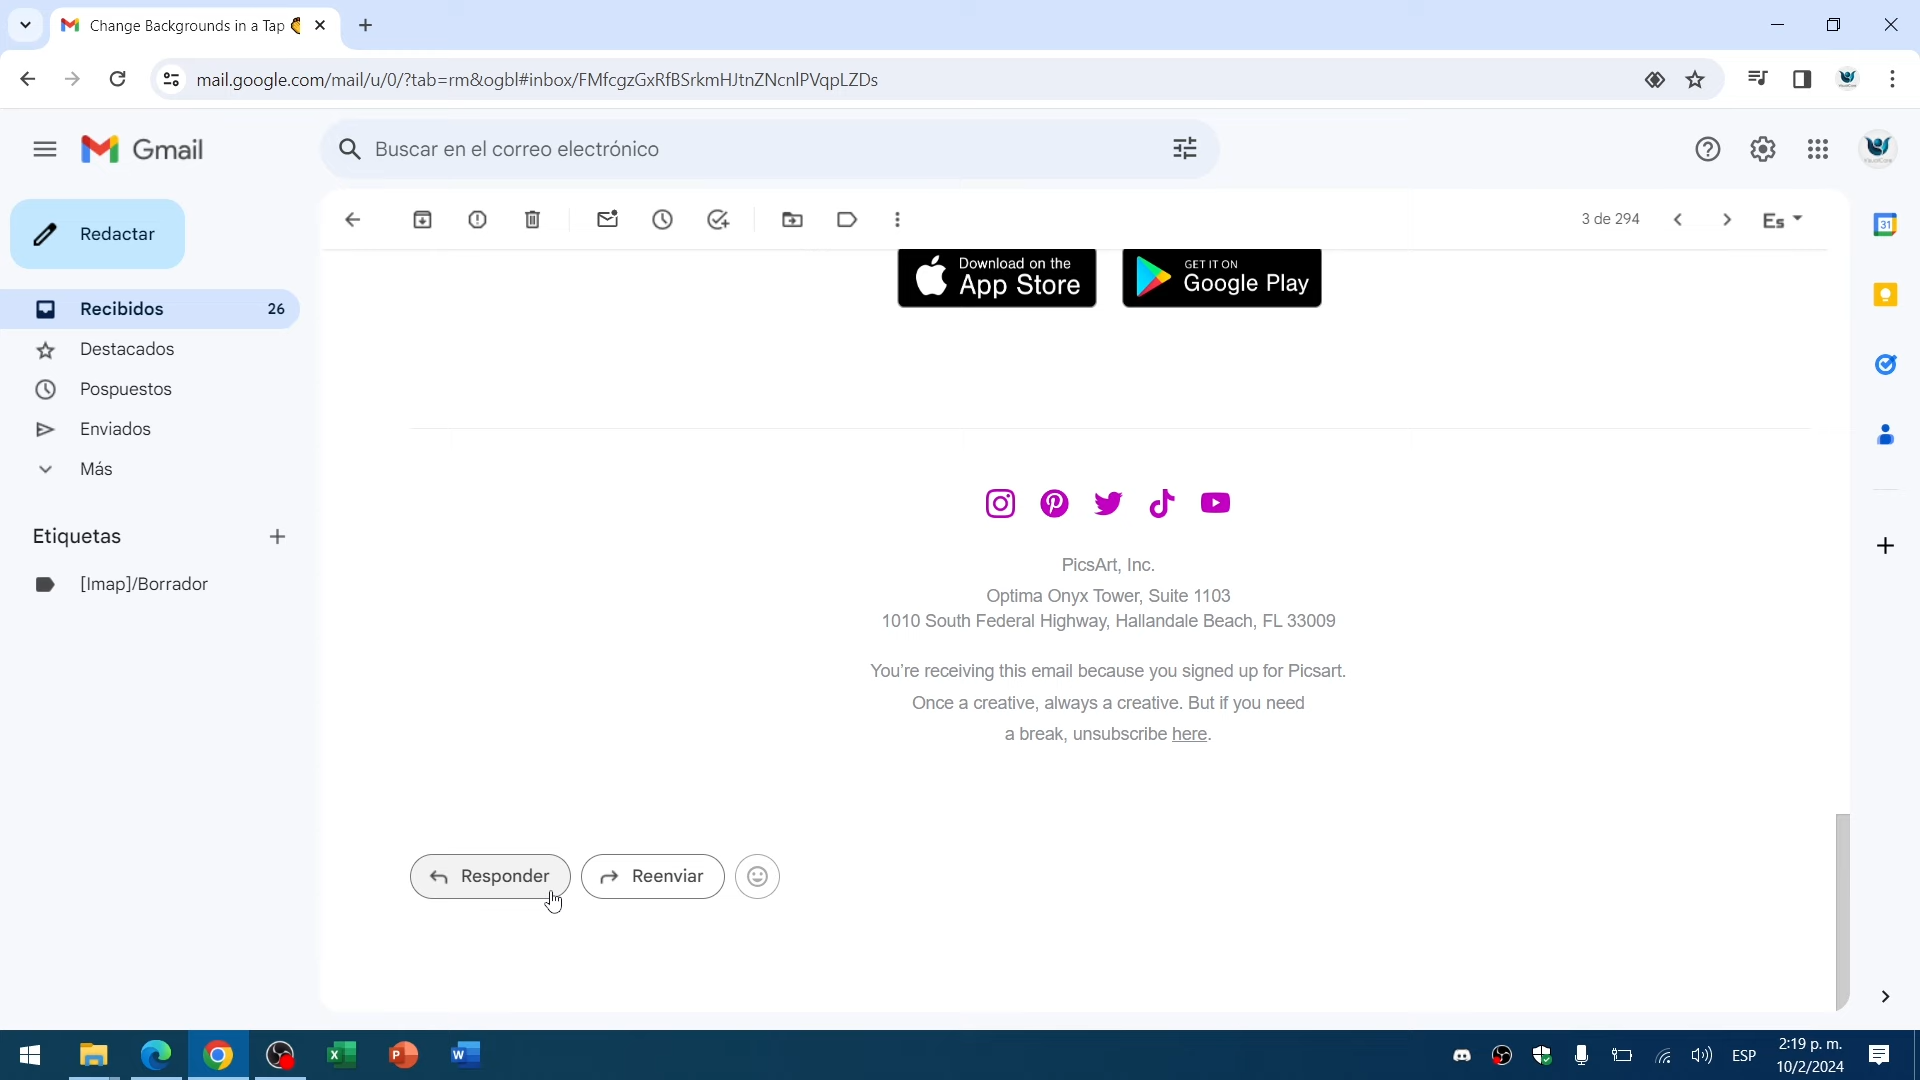 Change Backgrounds in a Tap
mail.google.com/mail/u/0/?tab=rm&ogbl#inbox/FMfcgzGxRfBSrkmHJtnZNcnlPVqpLZDs
Gmail
Buscar en el correo electrónico
Redactar
3 de 294
Es
Download on the
App Store
GET IT ON
Google Play
Recibidos 26
Destacados
Pospuestos
Enviados
Más
Etiquetas
[Imap]/Borrador
31
PicsArt, Inc.
Optima Onyx Tower, Suite 1103
1010 South Federal Highway, Hallandale Beach, FL 33009
You're receiving this email because you signed up for Picsart.
Once a creative, always a creative. But if you need
a break, unsubscribe here.
Responder
Reenviar
ESP
2:19 p. m.
10/2/2024